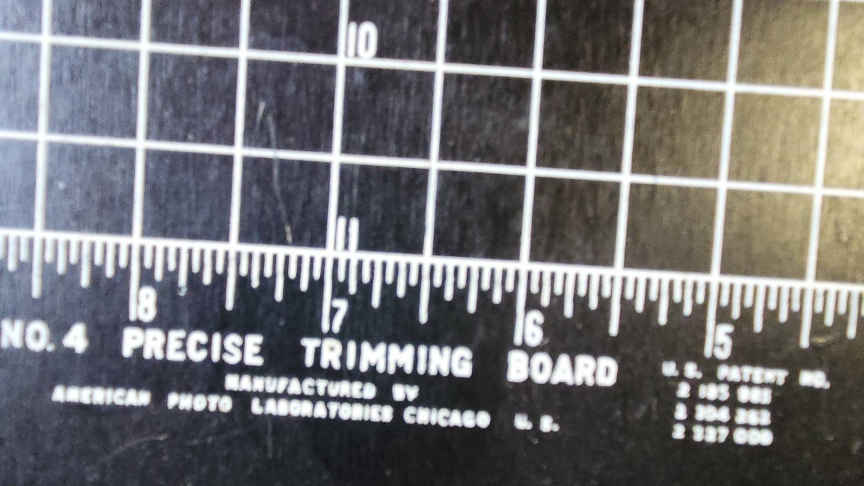 10
11
8 7 6 5
NO. 4 PRECISE TRIMMING BOARD
MANUFACTURED BY
AMERICAN PHOTO LABORATORIES CHICAGO U. S.
U. S. PATENT NO.